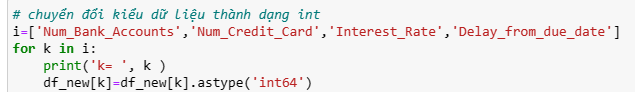 # chuyển đổi kiểu dữ liệu thành dạng int
i=['Num_Bank_Accounts','Num_Credit_Card','Interest_Rate','Delay_from_due_date']
for k in i:
    print('k= ', k )
    df_new[k]=df_new[k].astype('int64')